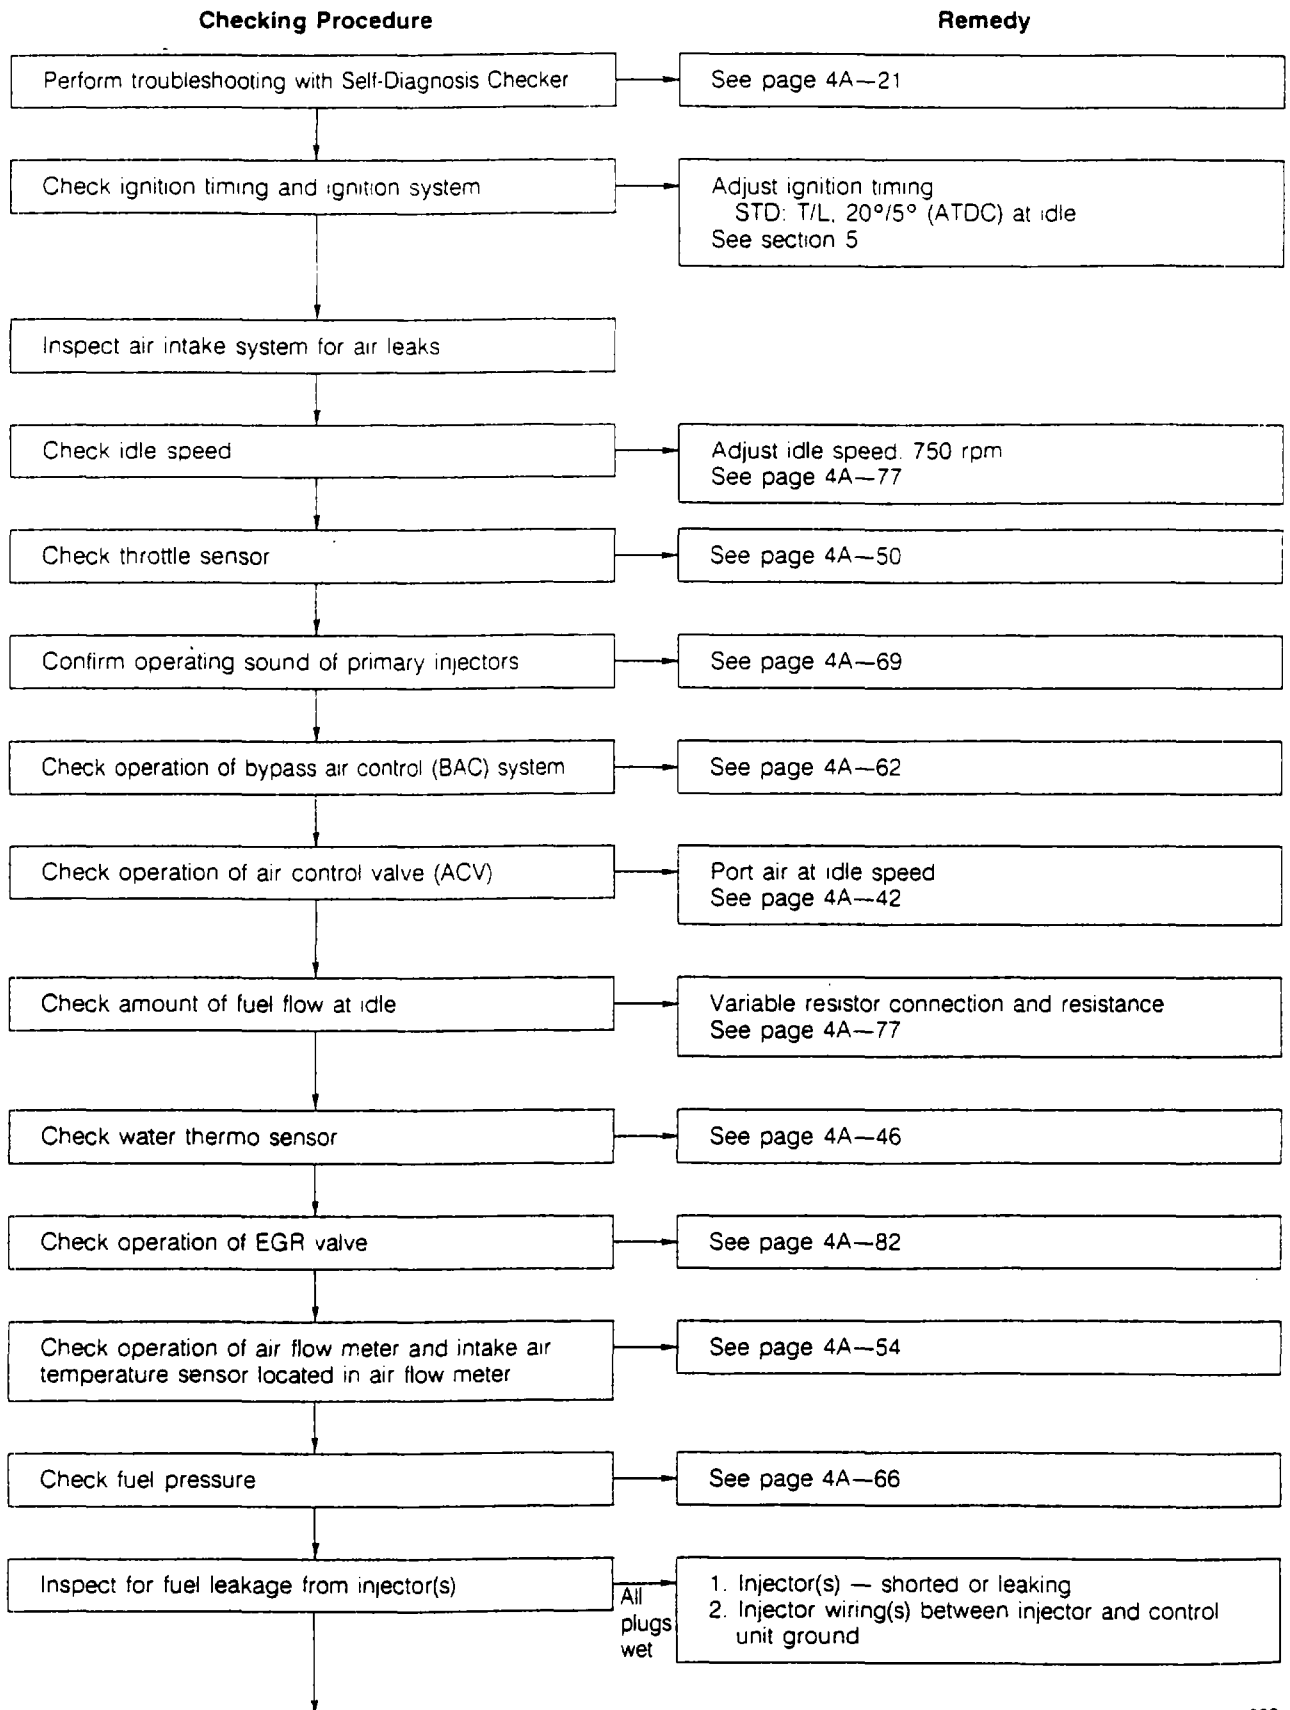 Checking Procedure
Remedy
Perform troubleshooting with Self-Diagnosis Checker
See page 4A—21
Check ignition timing and ignition system
Adjust ignition timing
STD: T/L, 20°/5° (ATDC) at idle
See section 5
Inspect air intake system for air leaks
Check idle speed
Adjust idle speed. 750 rpm
See page 4A—77
Check throttle sensor
See page 4A—50
Confirm operating sound of primary injectors
See page 4A—69
Check operation of bypass air control (BAC) system
See page 4A—62
Check operation of air control valve (ACV)
Port air at idle speed
See page 4A—42
Check amount of fuel flow at idle
Variable resistor connection and resistance
See page 4A—77
Check water thermo sensor
See page 4A—46
Check operation of EGR valve
See page 4A—82
Check operation of air flow meter and intake air
temperature sensor located in air flow meter
See page 4A—54
Check fuel pressure
See page 4A—66
Inspect for fuel leakage from injector(s)
All
plugs
wet
1. Injector(s) — shorted or leaking
2. Injector wiring(s) between injector and control
unit ground